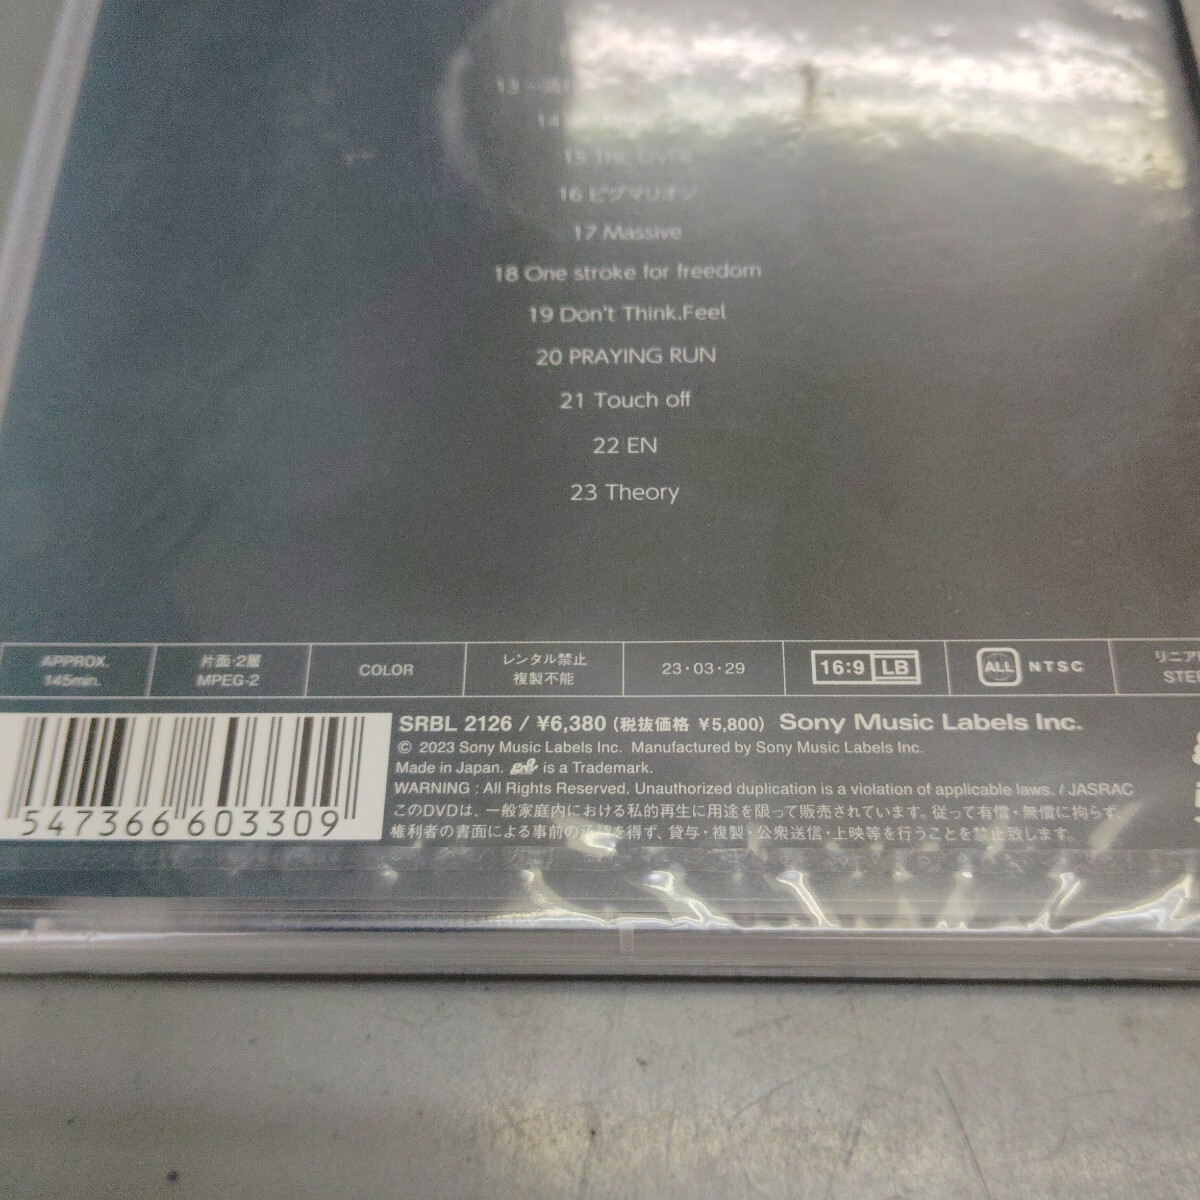 13
14
15 THE OVER
16 ピグマリオン
17 Massive
18 One stroke for freedom
19 Don't Think.Feel
20 PRAYING RUN
21 Touch off
22 EN
23 Theory
APPROX.
145min.
片面・2層
MPEG-2
COLOR
レンタル禁止
複製不能
23・03・29
16:9 LB
ALL NTSC
リニア
STE
SRBL 2126 / ¥6,380 (税抜価格 ¥5,800) Sony Music Labels Inc.
© 2023 Sony Music Labels Inc. Manufactured by Sony Music Labels Inc.
Made in Japan. gr8! is a Trademark.
WARNING : All Rights Reserved. Unauthorized duplication is a violation of applicable laws. / JASRAC
このDVDは、一般家庭内における私的再生に用途を限って販売されています。従って有償・無償に拘らず、
権利者の書面による事前の承諾を得ず、貸与・複製・公衆送信・上映等を行うことを禁止致します。
547366 603309